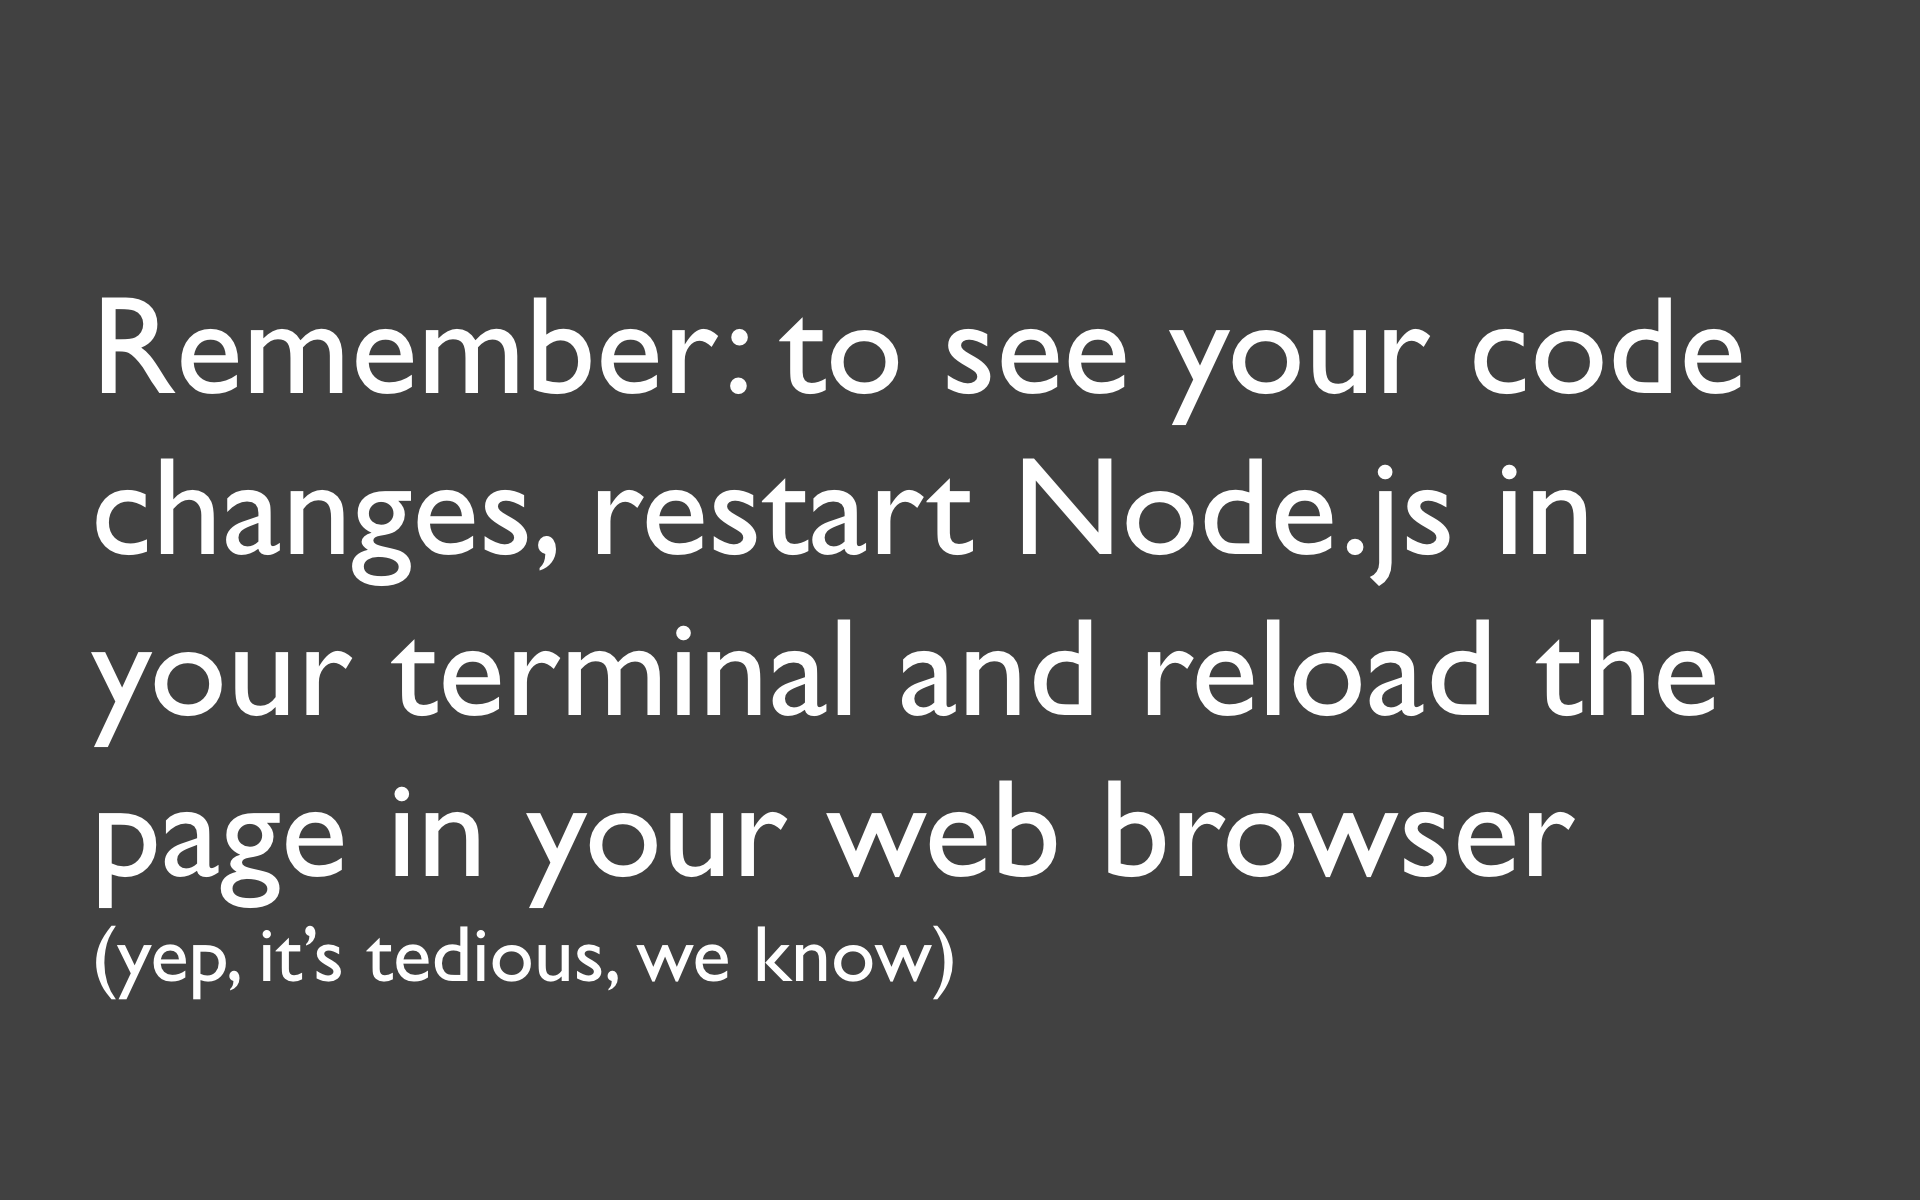 Remember: to see your code
changes, restart Node.js in
your terminal and reload the
page in your web browser
(yep, it’s tedious, we know)